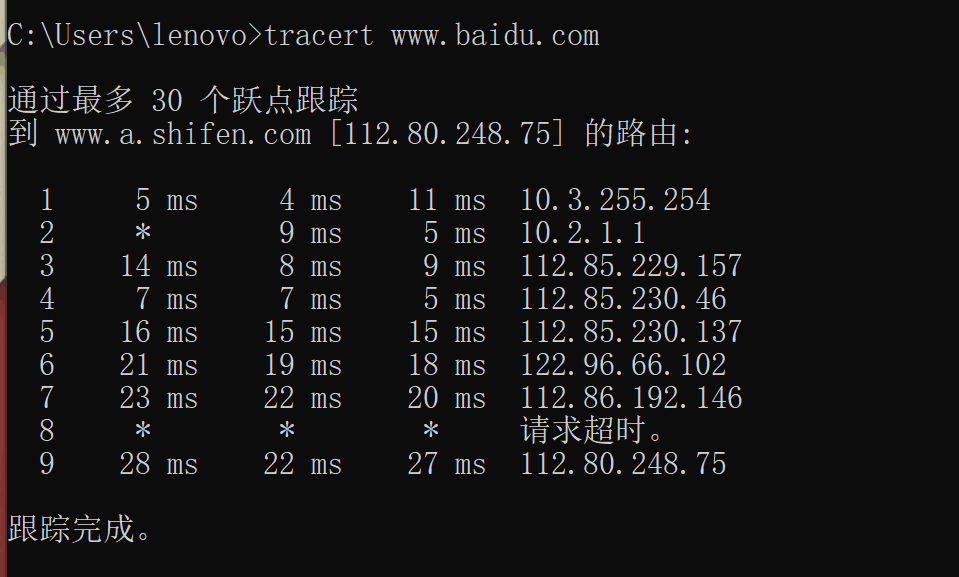 C:\Users\lenovo>tracert www.baidu.com
通过最多 30 个跃点跟踪
到 www.a.shifen.com [112.80.248.75] 的路由:
1 5 ms 4 ms 11 ms 10.3.255.254
2 * 9 ms 5 ms 10.2.1.1
3 14 ms 8 ms 9 ms 112.85.229.157
4 7 ms 7 ms 5 ms 112.85.230.46
5 16 ms 15 ms 15 ms 112.85.230.137
6 21 ms 19 ms 18 ms 122.96.66.102
7 23 ms 22 ms 20 ms 112.86.192.146
8 * * * 请求超时。
9 28 ms 22 ms 27 ms 112.80.248.75
跟踪完成。